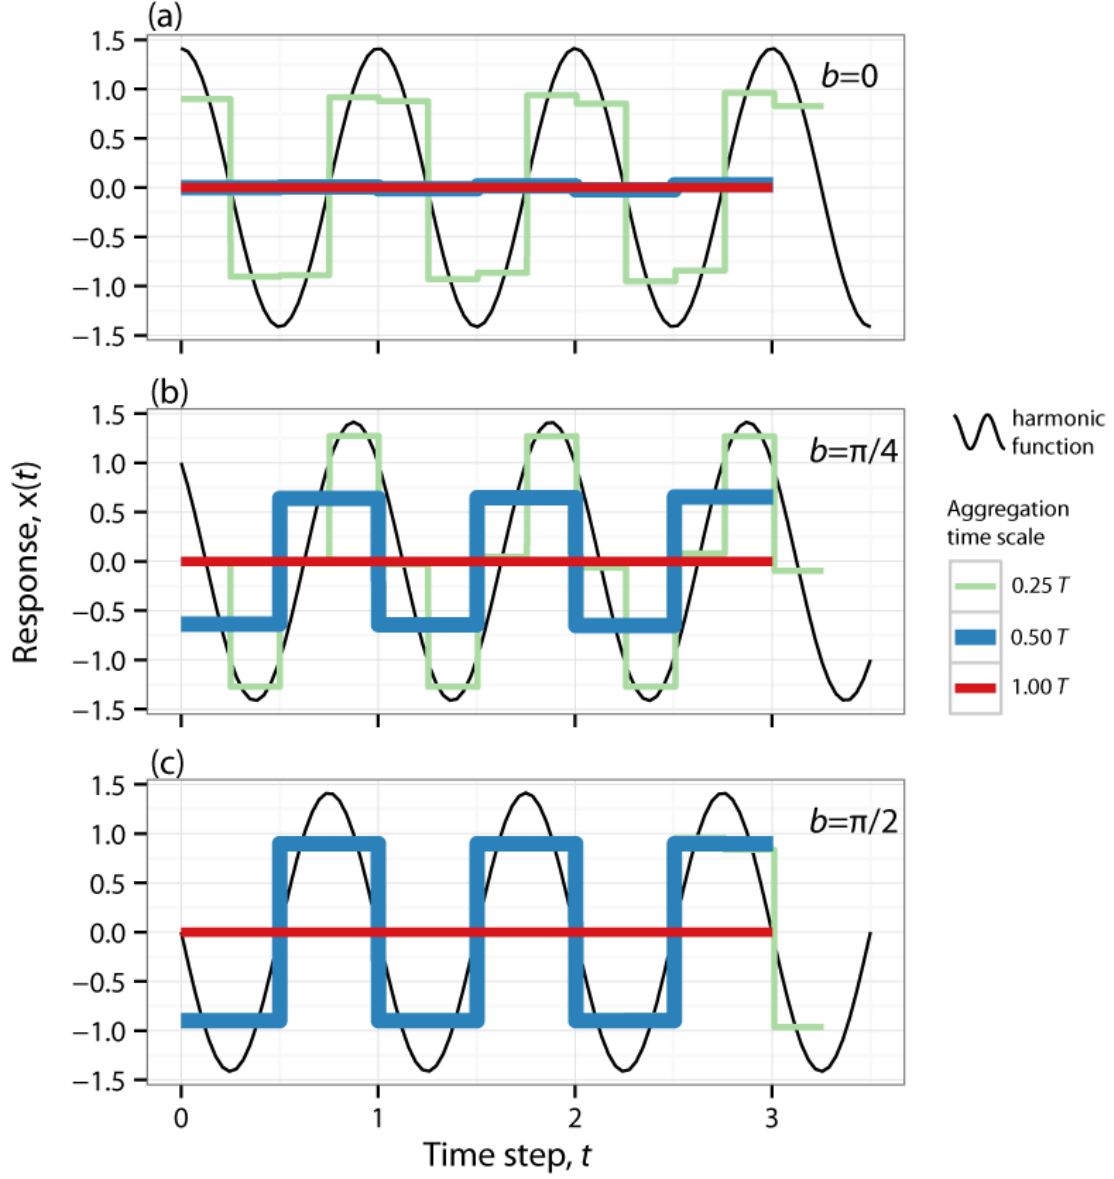 (a)
1.5
1.0
0.5
0.0
−0.5
−1.0
−1.5
b=0
(b)
1.5
1.0
0.5
0.0
−0.5
−1.0
−1.5
b=π/4
(c)
1.5
1.0
0.5
0.0
−0.5
−1.0
−1.5
b=π/2
0 1 2 3
Time step, t
Response, x(t)
harmonic
function
Aggregation
time scale
0.25 T
0.50 T
1.00 T